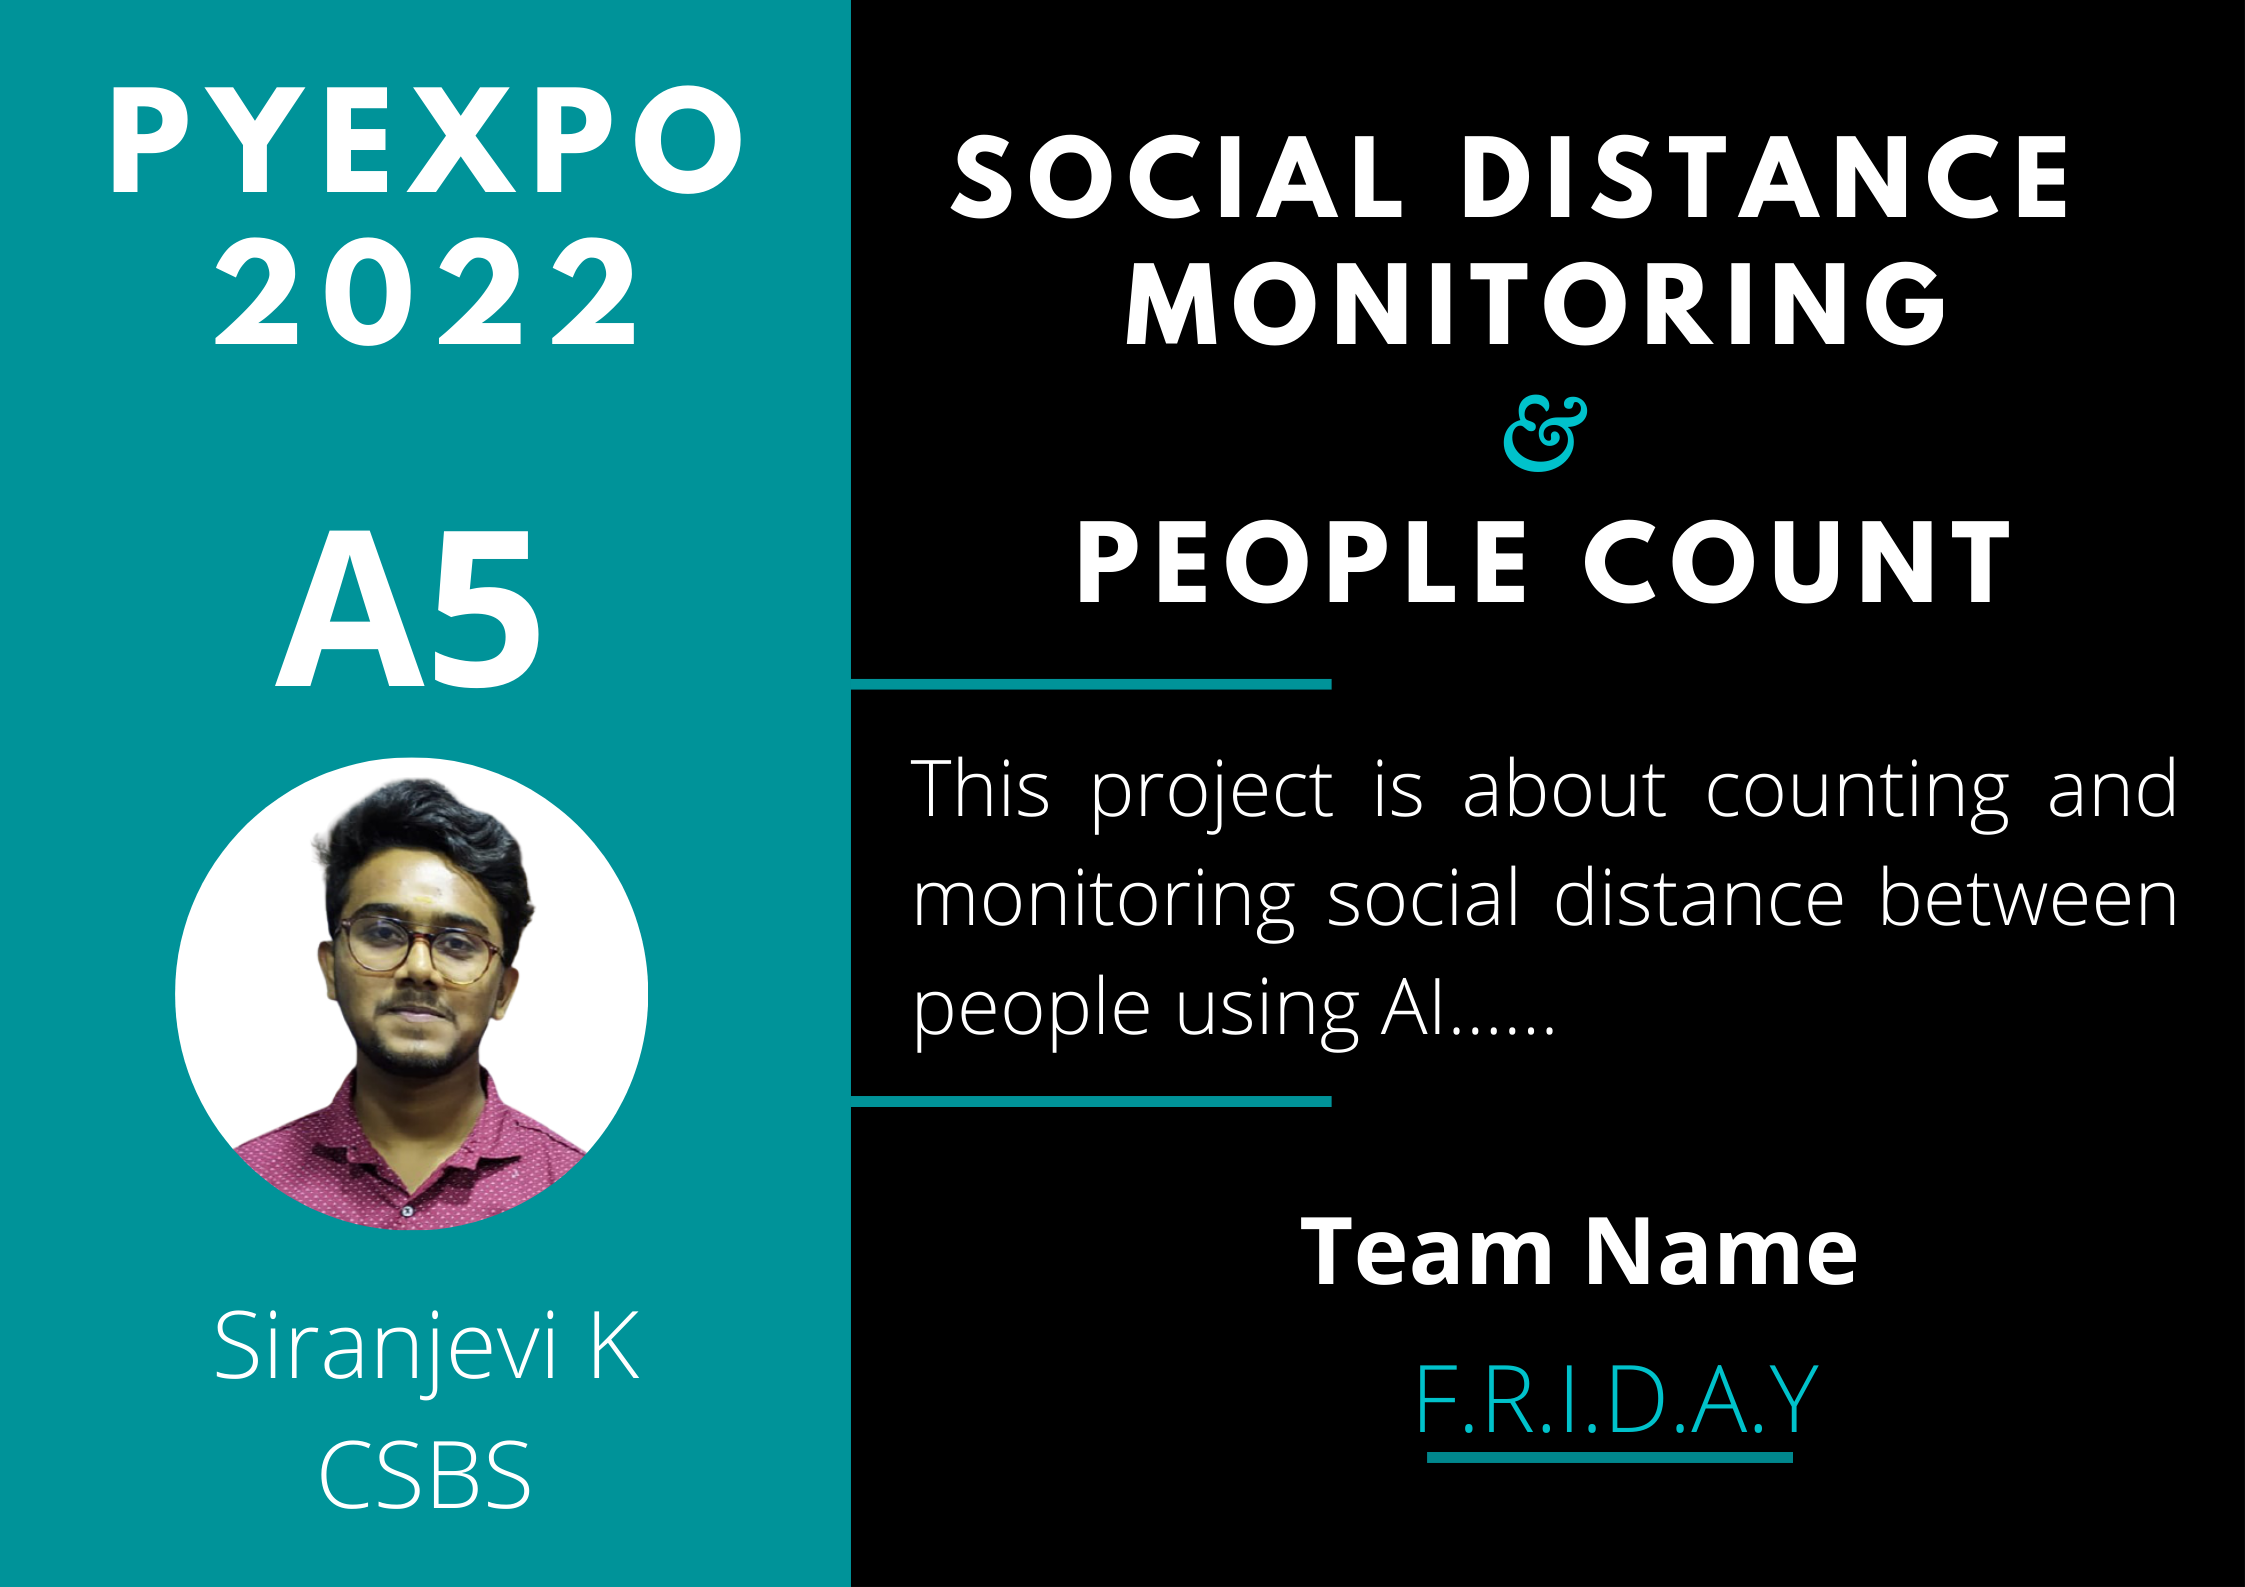 PYEXPO
2022
A5
Siranjevi K
CSBS
SOCIAL DISTANCE
MONITORING
&
PEOPLE COUNT
This project is about counting and
monitoring social distance between
people using AI......
Team Name
F.R.I.D.A.Y